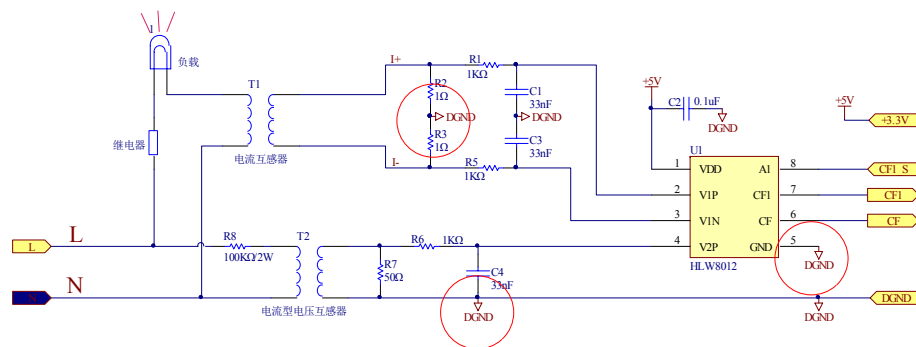 1
负载
T1
I+
R1
1KΩ
R2
1Ω
DGND
R3
1Ω
C1
33nF
DGND
C3
33nF
I-
R5
1KΩ
电流互感器
继电器
+5V
C2
0.1uF
DGND
+5V
+3.3V
U1
1
VDD
A1
8
CF1_S
2
V1P
CF1
7
CF1
3
V1N
CF
6
CF
4
V2P
GND
5
HLW8012
DGND
L
L
R8
100KΩ/2W
T2
R6
1KΩ
R7
50Ω
C4
33nF
N
电流型电压互感器
DGND
DGND
DGND